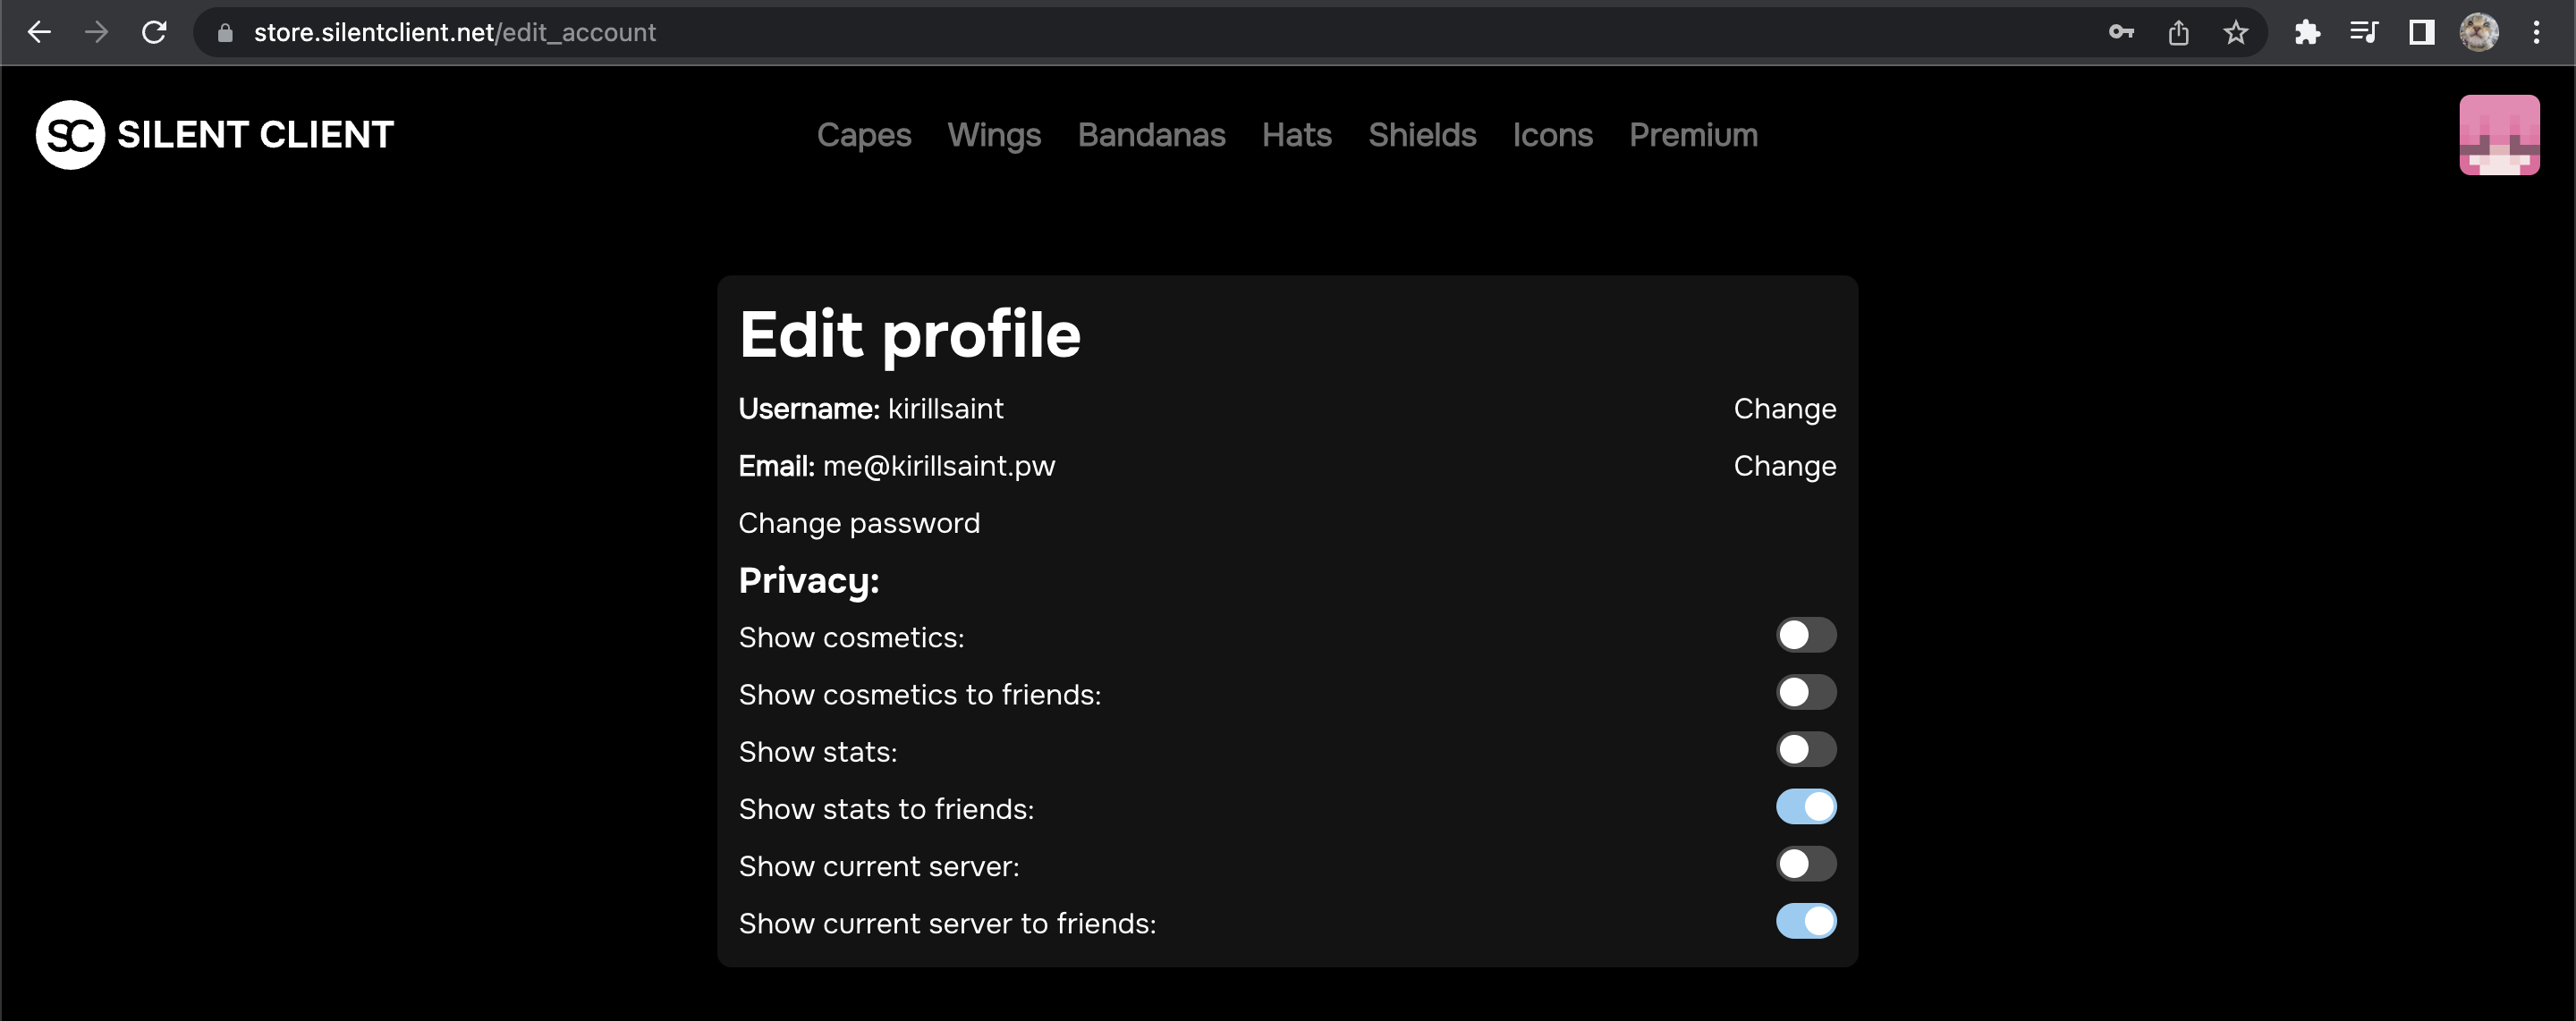 store.silentclient.net/edit_account
SC SILENT CLIENT
Capes Wings Bandanas Hats Shields Icons Premium
Edit profile
Username: kirillsaint Change
Email: me@kirillsaint.pw Change
Change password
Privacy:
Show cosmetics:
Show cosmetics to friends:
Show stats:
Show stats to friends:
Show current server:
Show current server to friends: